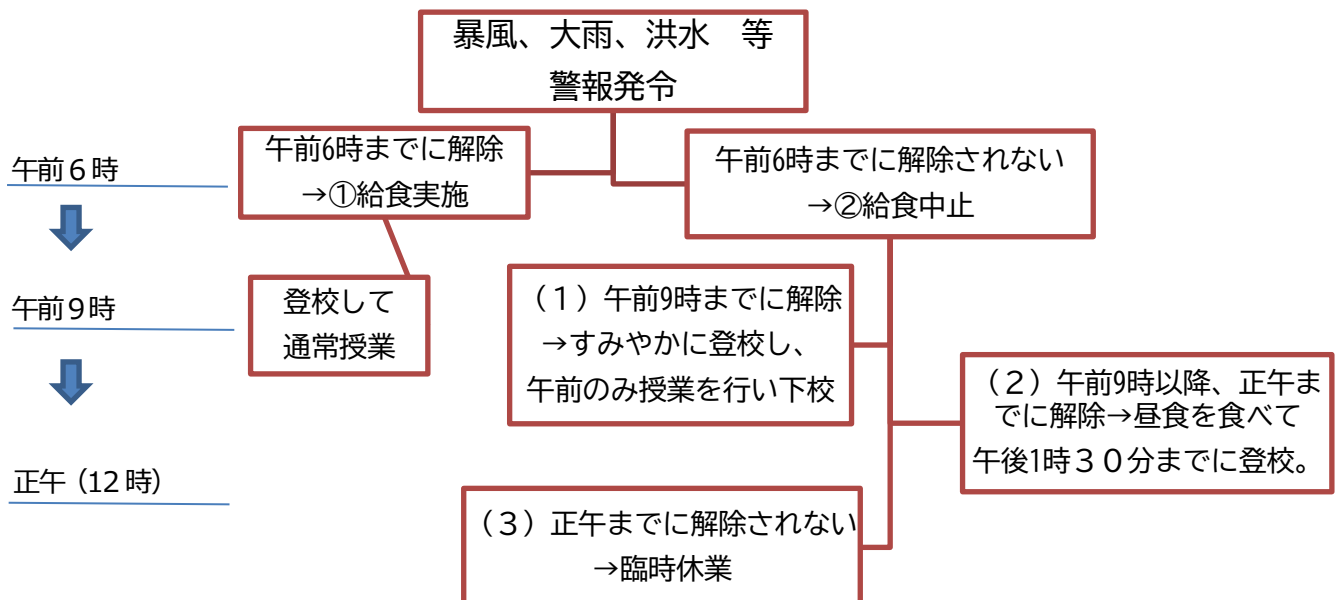 暴風、大雨、洪水　等
警報発令
午前６時
午前6時までに解除
→①給食実施
午前6時までに解除されない
→②給食中止
午前９時
登校して
通常授業
（１）午前9時までに解除
→すみやかに登校し、
午前のみ授業を行い下校
（２）午前9時以降、正午ま
でに解除→昼食を食べて
午後1時３０分までに登校。
正午（12時）
（３）正午までに解除されない
→臨時休業